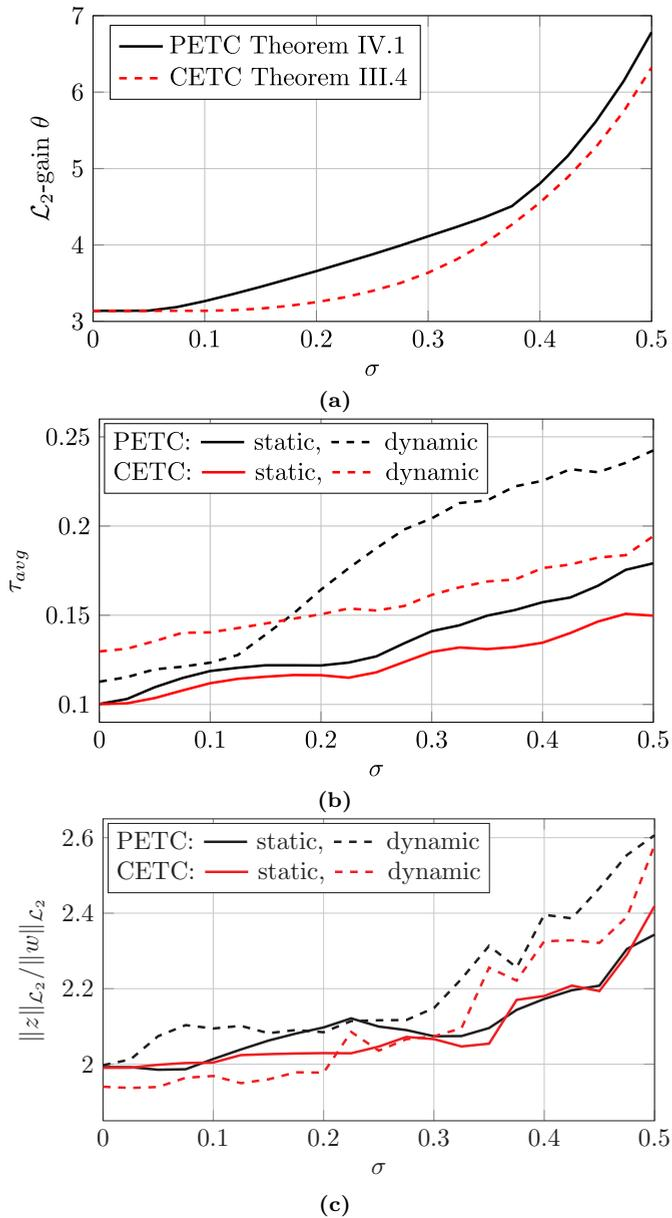 7
6
5
4
3
PETC Theorem IV.1
CETC Theorem III.4
ℒ₂-gain θ
0 0.1 0.2 0.3 0.4 0.5
σ
(a)
0.25
0.2
0.15
0.1
PETC: static, dynamic
CETC: static, dynamic
τ_avg
0 0.1 0.2 0.3 0.4 0.5
σ
(b)
2.6
2.4
2.2
2
PETC: static, dynamic
CETC: static, dynamic
‖z‖_ℒ₂/‖w‖_ℒ₂
0 0.1 0.2 0.3 0.4 0.5
σ
(c)